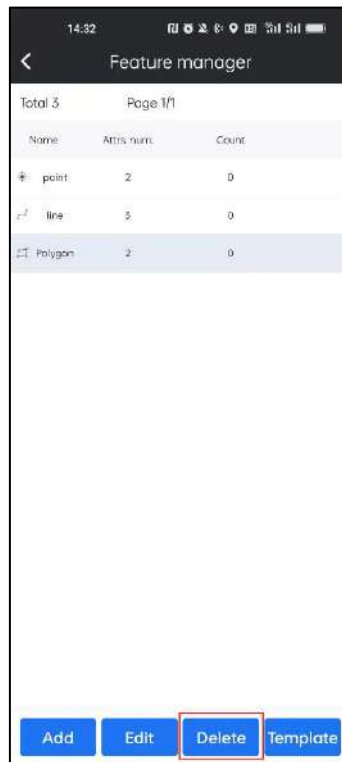 14:32
Feature manager
Total 3 Page 1/1
Name Attrs num. Count
point 2 0
line 3 0
Polygon 2 0
Add Edit Delete Template